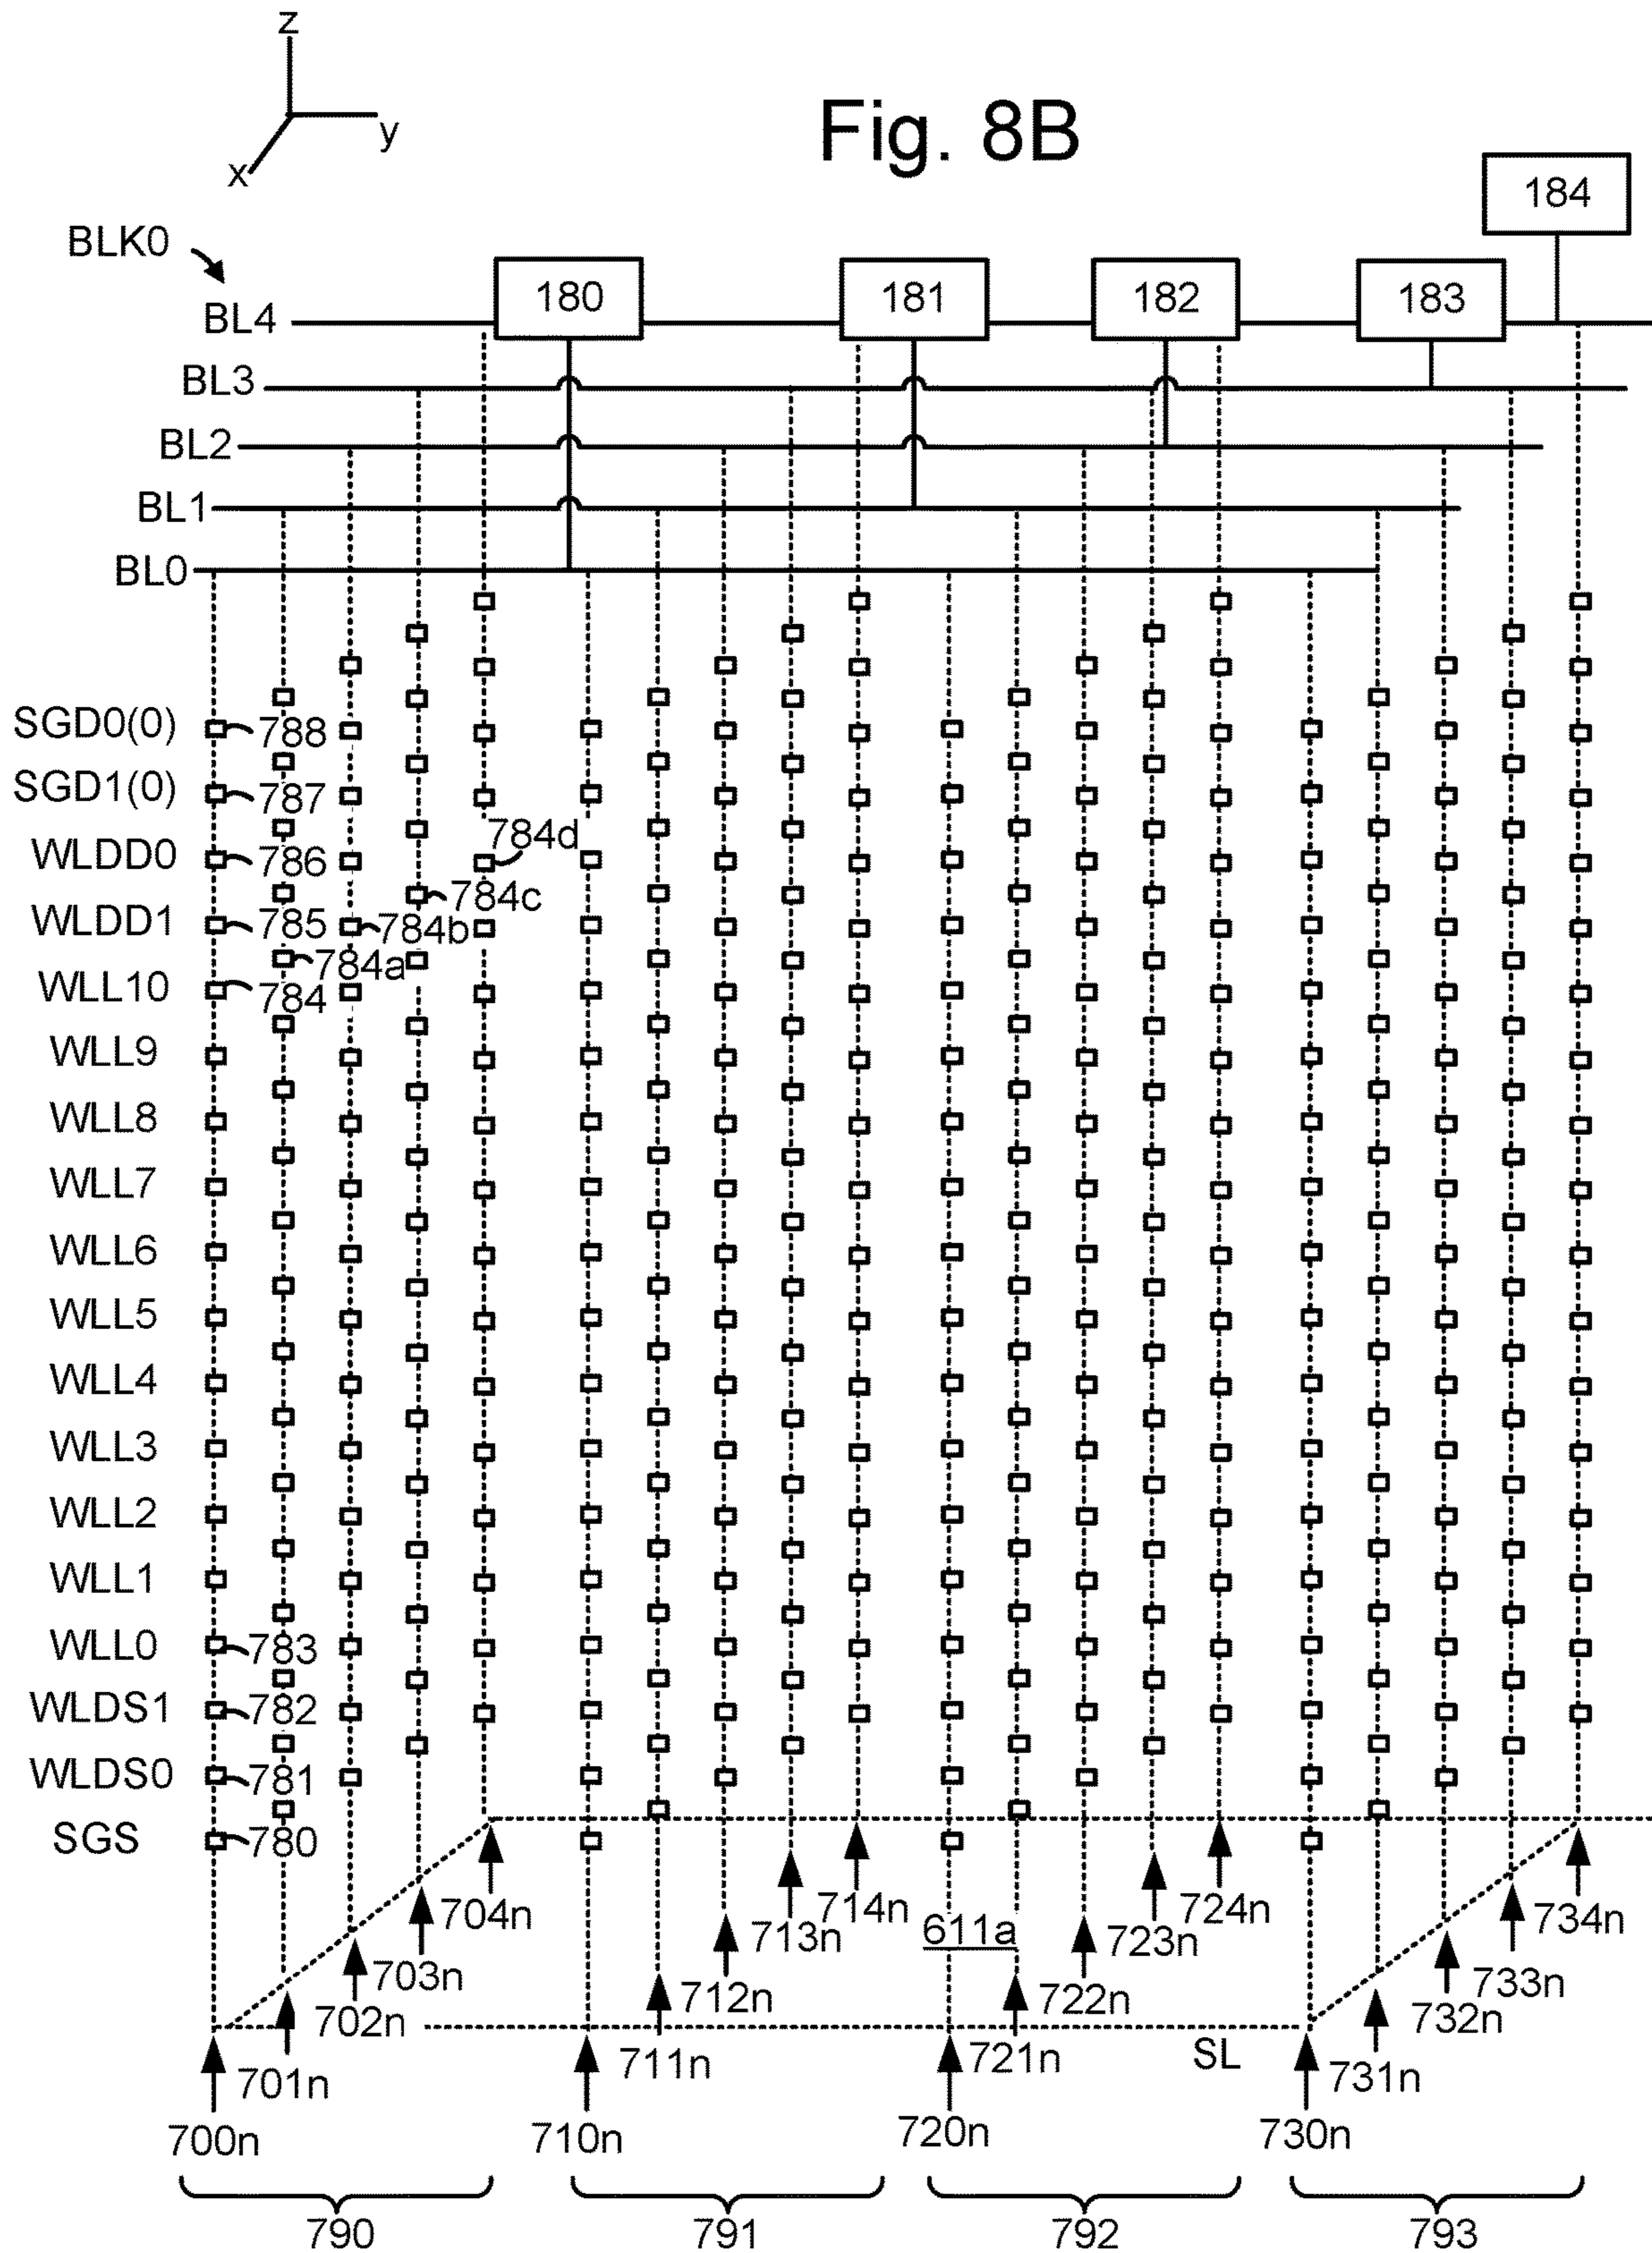 z
y
x
Fig. 8B
184
BLK0
180
181
182
183
BL4
BL3
BL2
BL1
BL0
SGD0(0)
788
SGD1(0)
787
WLDD0
786
784d
784c
WLDD1
785
784b
784a
WLL10
784
WLL9
WLL8
WLL7
WLL6
WLL5
WLL4
WLL3
WLL2
WLL1
WLL0
783
WLDS1
782
WLDS0
781
SGS
780
704n
714n
611a
724n
734n
703n
713n
723n
733n
702n
712n
722n
732n
701n
711n
721n
SL
731n
700n
710n
720n
730n
790
791
792
793